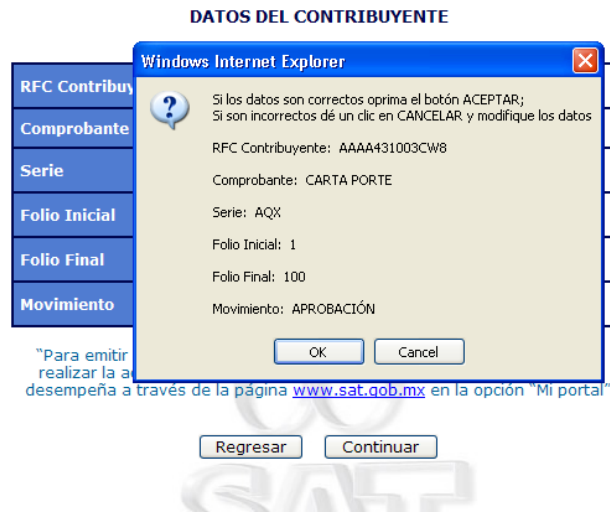 DATOS DEL CONTRIBUYENTE
Windows Internet Explorer
Si los datos son correctos oprima el botón ACEPTAR;
Si son incorrectos dé un clic en CANCELAR y modifique los datos
RFC Contribuyente: AAAA431003CW8
Comprobante: CARTA PORTE
Serie: AQX
Folio Inicial: 1
Folio Final: 100
Movimiento: APROBACIÓN
OK
Cancel
RFC Contribuy
Comprobante
Serie
Folio Inicial
Folio Final
Movimiento
"Para emitir
realizar la a
desempeña a través de la página www.sat.gob.mx en la opción "Mi portal"
Regresar
Continuar
SAT